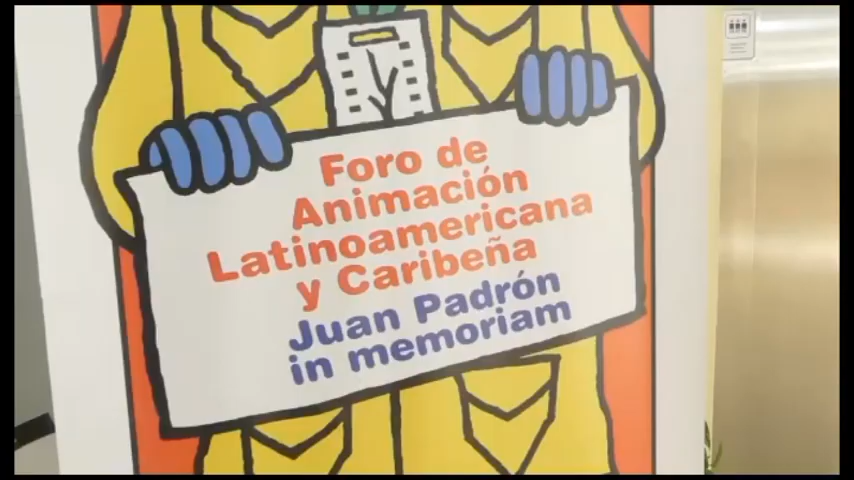 Foro de
Animación
Latinoamericana
y Caribeña
Juan Padrón
in memoriam